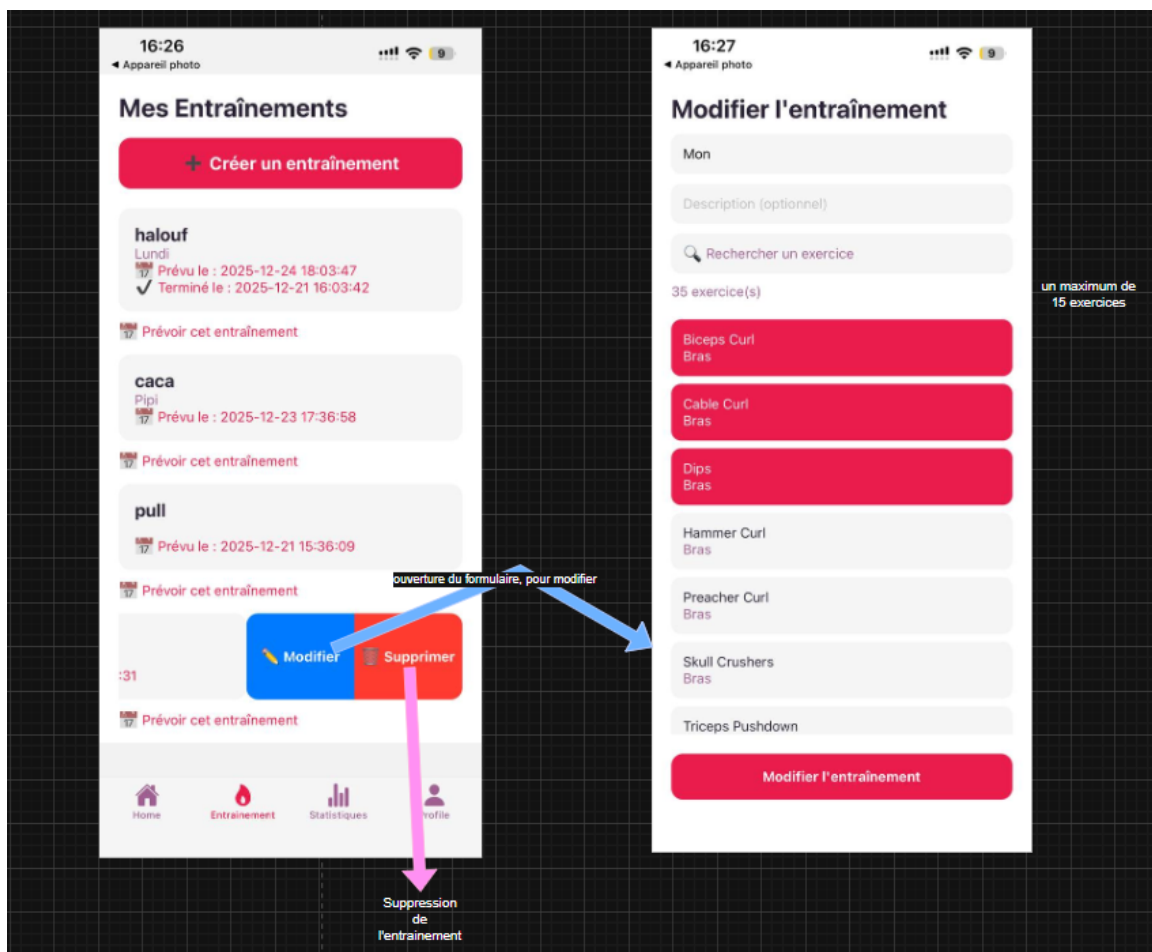 16:26
◀ Appareil photo
9
Mes Entraînements
➕ Créer un entraînement
halouf
Lundi
📅 Prévu le : 2025-12-24 18:03:47
✓ Terminé le : 2025-12-21 16:03:42
📅 Prévoir cet entraînement
caca
Pipi
📅 Prévu le : 2025-12-23 17:36:58
📅 Prévoir cet entraînement
pull
📅 Prévu le : 2025-12-21 15:36:09
📅 Prévoir cet entraînement
:31
✏️ Modifier
🗑️ Supprimer
📅 Prévoir cet entraînement
Home
Entrainement
Statistiques
Profile
ouverture du formulaire, pour modifier
Suppression
de
l'entrainement
16:27
◀ Appareil photo
9
Modifier l'entraînement
Mon
Description (optionnel)
🔍 Rechercher un exercice
35 exercice(s)
Biceps Curl
Bras
Cable Curl
Bras
Dips
Bras
Hammer Curl
Bras
Preacher Curl
Bras
Skull Crushers
Bras
Triceps Pushdown
Modifier l'entraînement
un maximum de
15 exercices